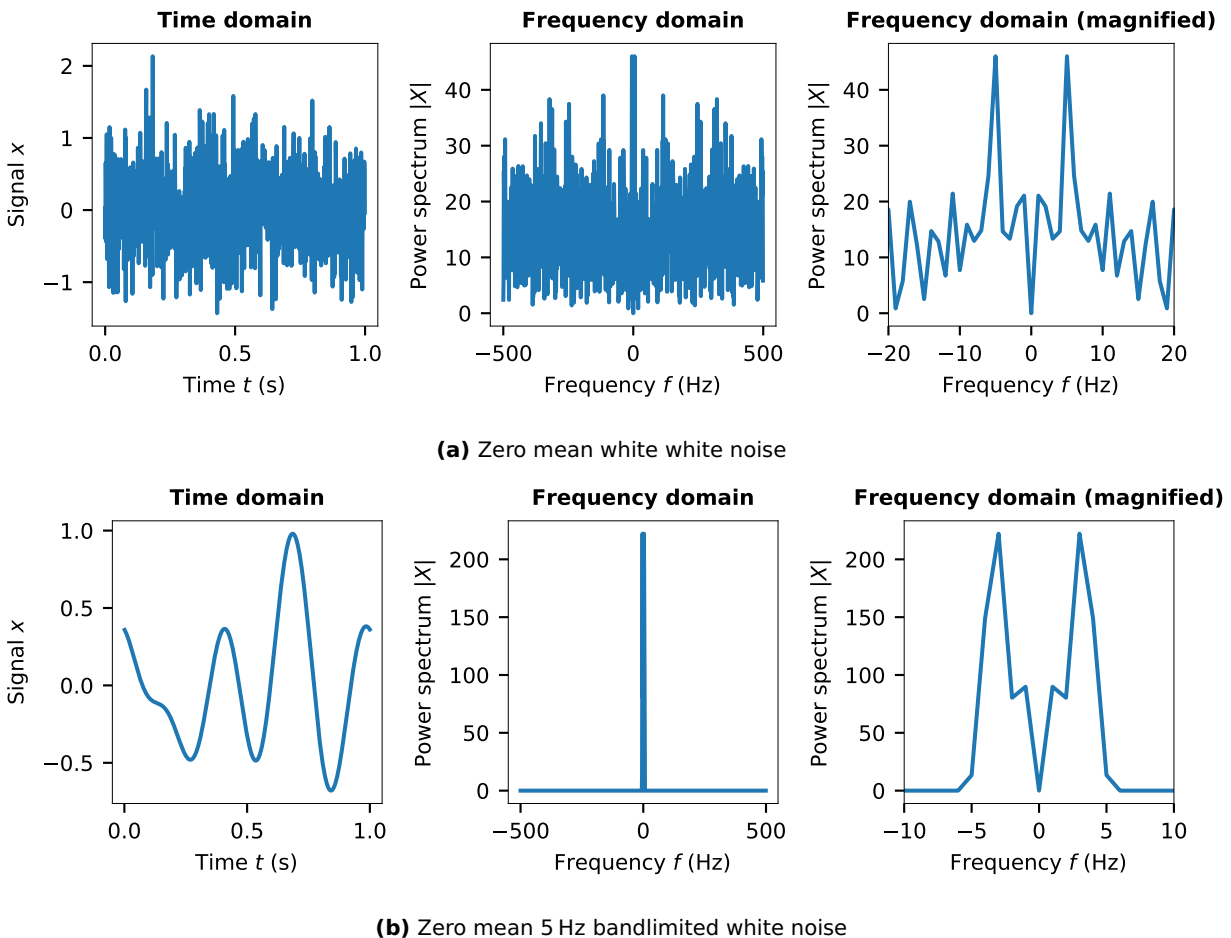 Time domain
Frequency domain
Frequency domain (magnified)
Signal x
2
1
0
−1
0.0
0.5
1.0
Time t (s)
Power spectrum |X|
40
30
20
10
0
−500
0
500
Frequency f (Hz)
Power spectrum |X|
40
30
20
10
0
−20
−10
0
10
20
Frequency f (Hz)
(a) Zero mean white white noise
Time domain
Frequency domain
Frequency domain (magnified)
Signal x
1.0
0.5
0.0
−0.5
0.0
0.5
1.0
Time t (s)
Power spectrum |X|
200
150
100
50
0
−500
0
500
Frequency f (Hz)
Power spectrum |X|
200
150
100
50
0
−10
−5
0
5
10
Frequency f (Hz)
(b) Zero mean 5 Hz bandlimited white noise